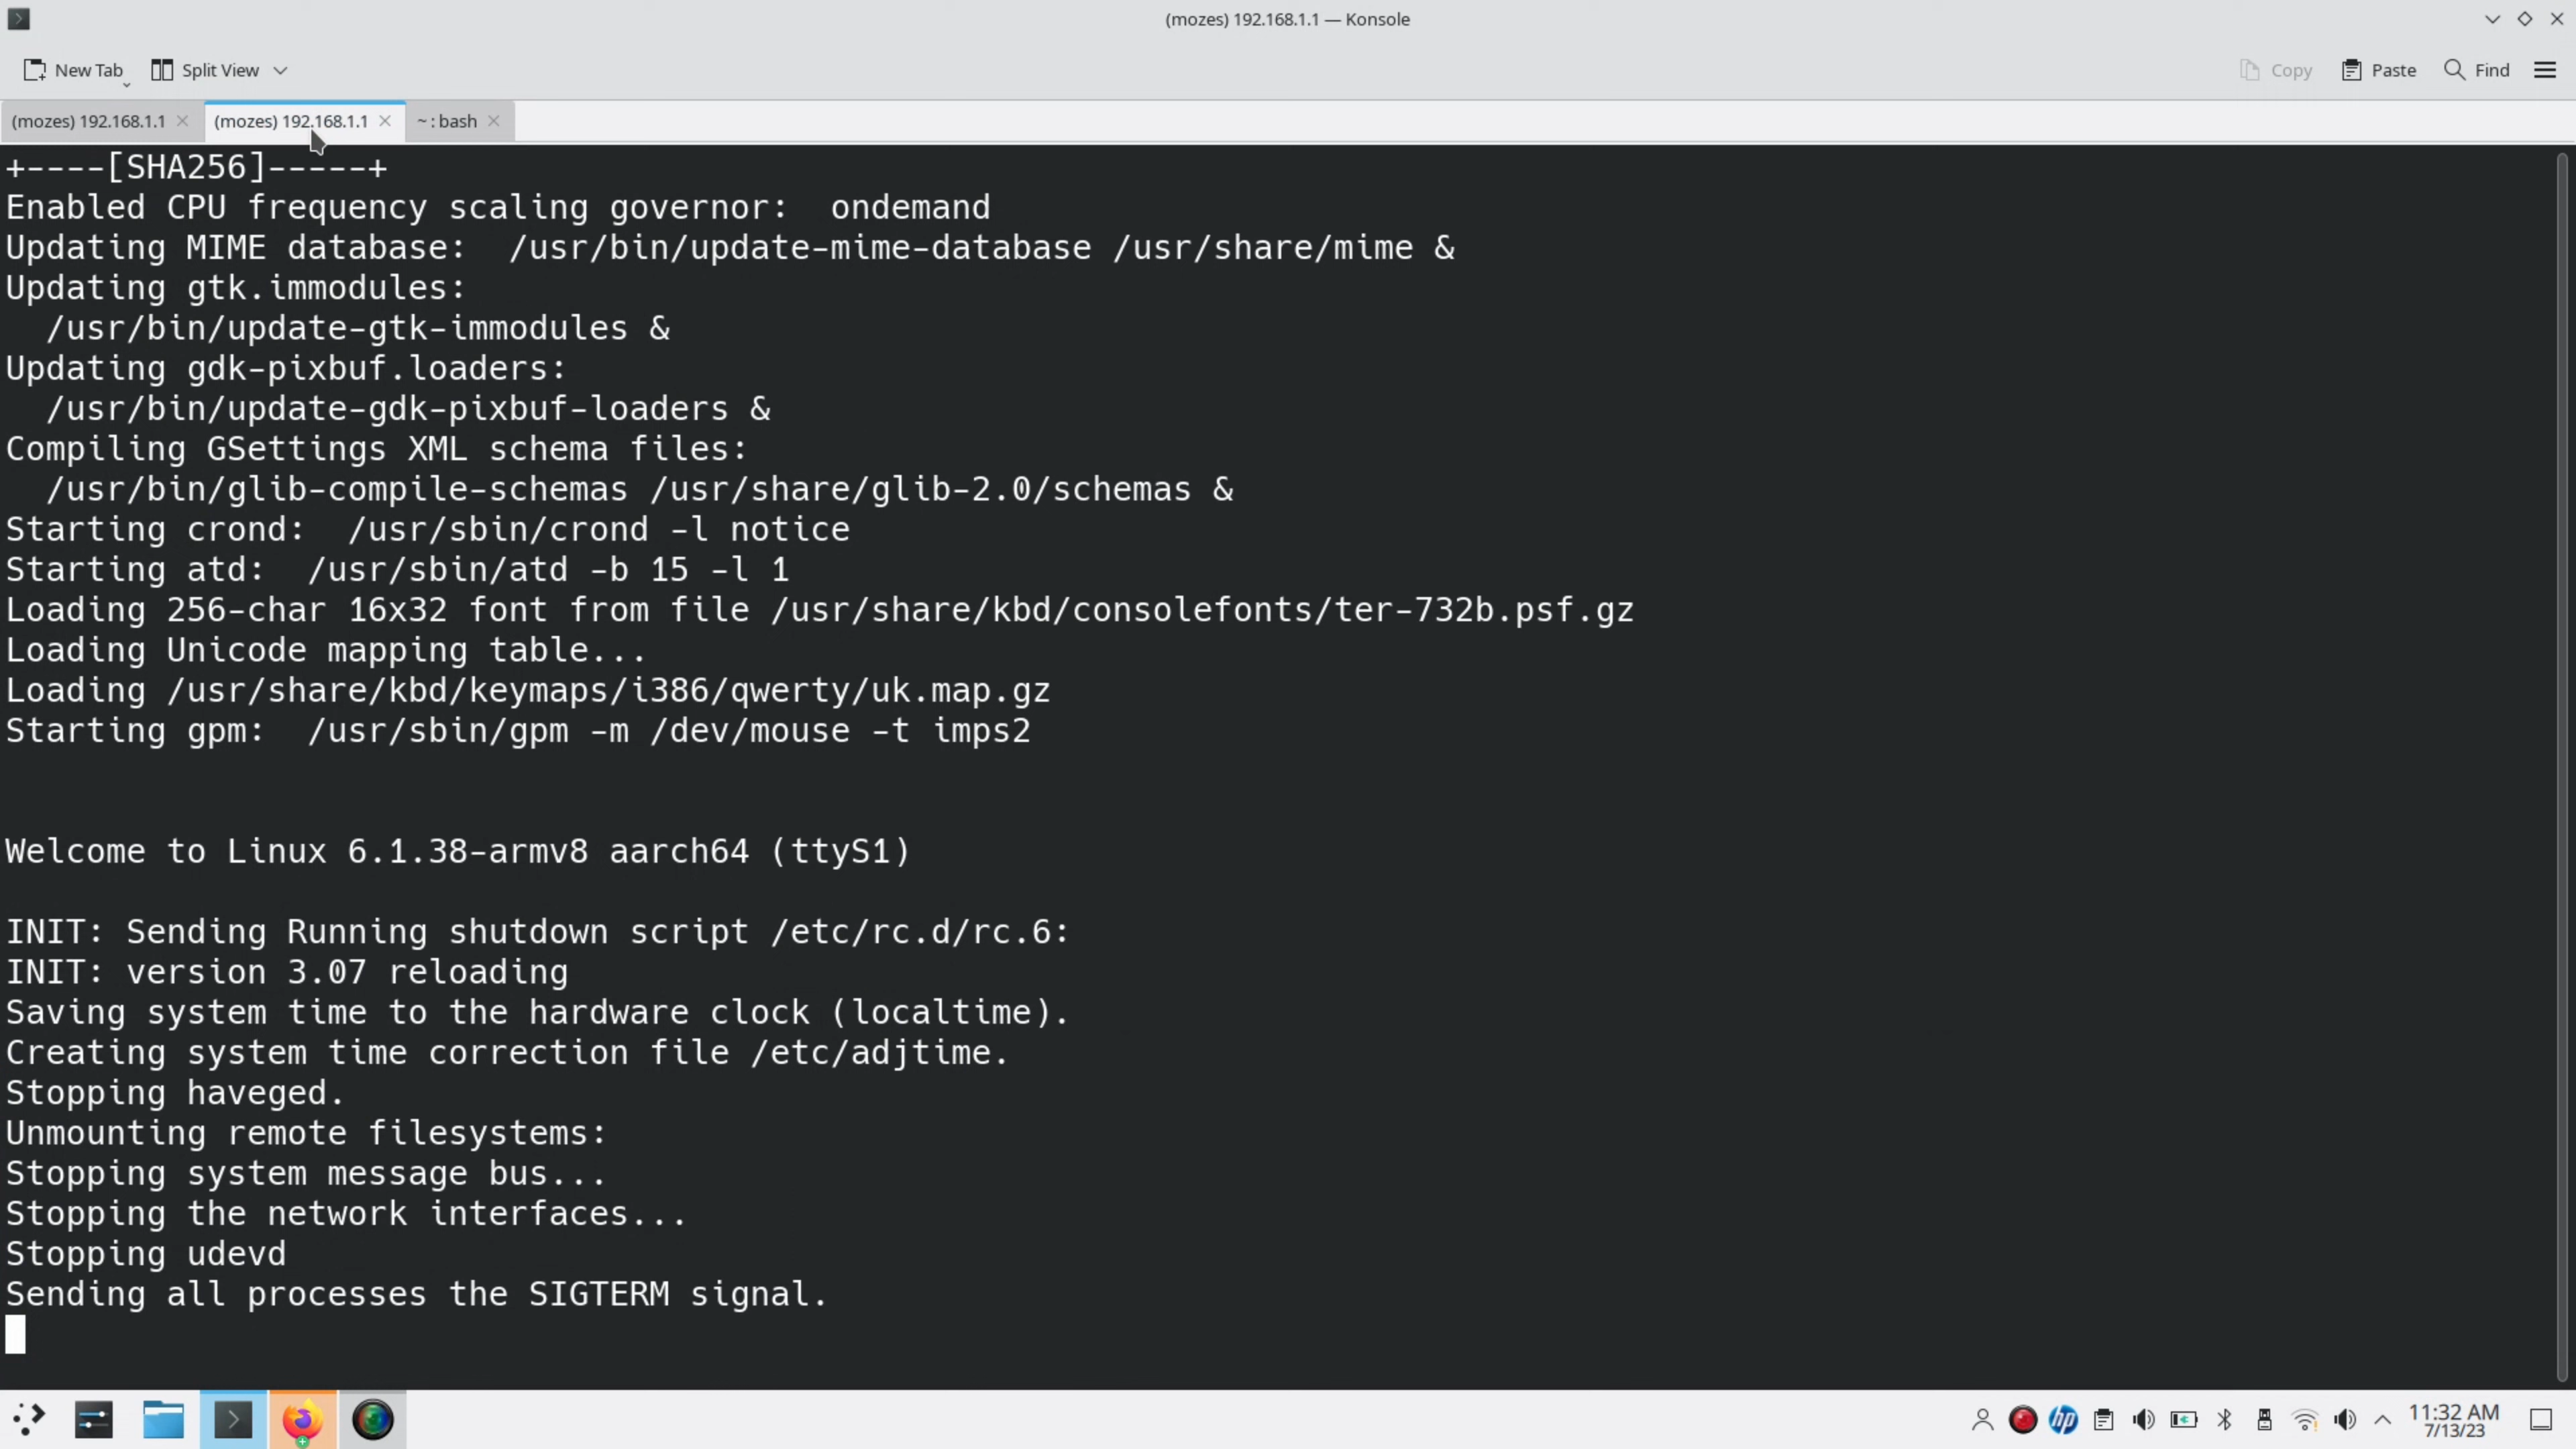 (mozes) 192.168.1.1 — Konsole
New Tab
Split View
Copy
Paste
Find
(mozes) 192.168.1.1
(mozes) 192.168.1.1
~ : bash
+----[SHA256]-----+
Enabled CPU frequency scaling governor:  ondemand
Updating MIME database:  /usr/bin/update-mime-database /usr/share/mime &
Updating gtk.immodules:
  /usr/bin/update-gtk-immodules &
Updating gdk-pixbuf.loaders:
  /usr/bin/update-gdk-pixbuf-loaders &
Compiling GSettings XML schema files:
  /usr/bin/glib-compile-schemas /usr/share/glib-2.0/schemas &
Starting crond:  /usr/sbin/crond -l notice
Starting atd:  /usr/sbin/atd -b 15 -l 1
Loading 256-char 16x32 font from file /usr/share/kbd/consolefonts/ter-732b.psf.gz
Loading Unicode mapping table...
Loading /usr/share/kbd/keymaps/i386/qwerty/uk.map.gz
Starting gpm:  /usr/sbin/gpm -m /dev/mouse -t imps2
Welcome to Linux 6.1.38-armv8 aarch64 (ttyS1)
INIT: Sending Running shutdown script /etc/rc.d/rc.6:
INIT: version 3.07 reloading
Saving system time to the hardware clock (localtime).
Creating system time correction file /etc/adjtime.
Stopping haveged.
Unmounting remote filesystems:
Stopping system message bus...
Stopping the network interfaces...
Stopping udevd
Sending all processes the SIGTERM signal.
hp
11:32 AM
7/13/23